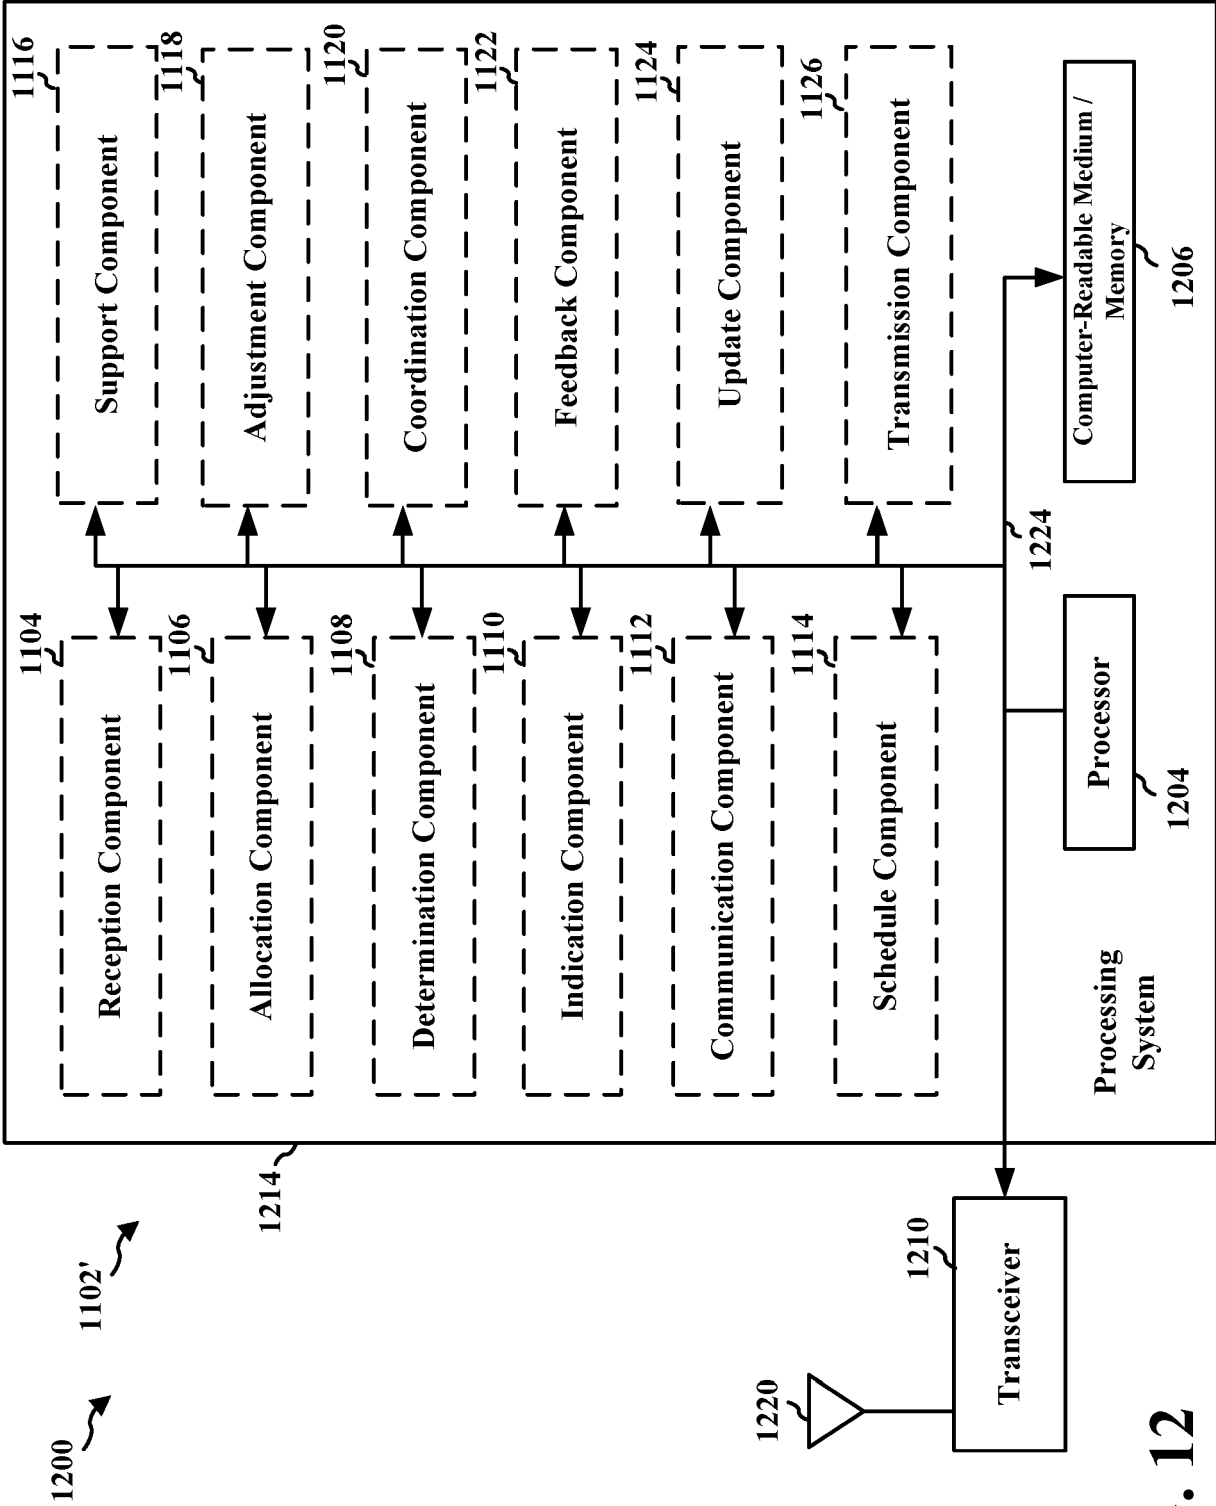 1200
1102'
1214
1220
1210
Transceiver
1104
Reception Component
1106
Allocation Component
1108
Determination Component
1110
Indication Component
1112
Communication Component
1114
Schedule Component
1116
Support Component
1118
Adjustment Component
1120
Coordination Component
1122
Feedback Component
1124
Update Component
1126
Transmission Component
1224
Processing
System
Processor
1204
Computer-Readable Medium /
Memory
1206
. 12